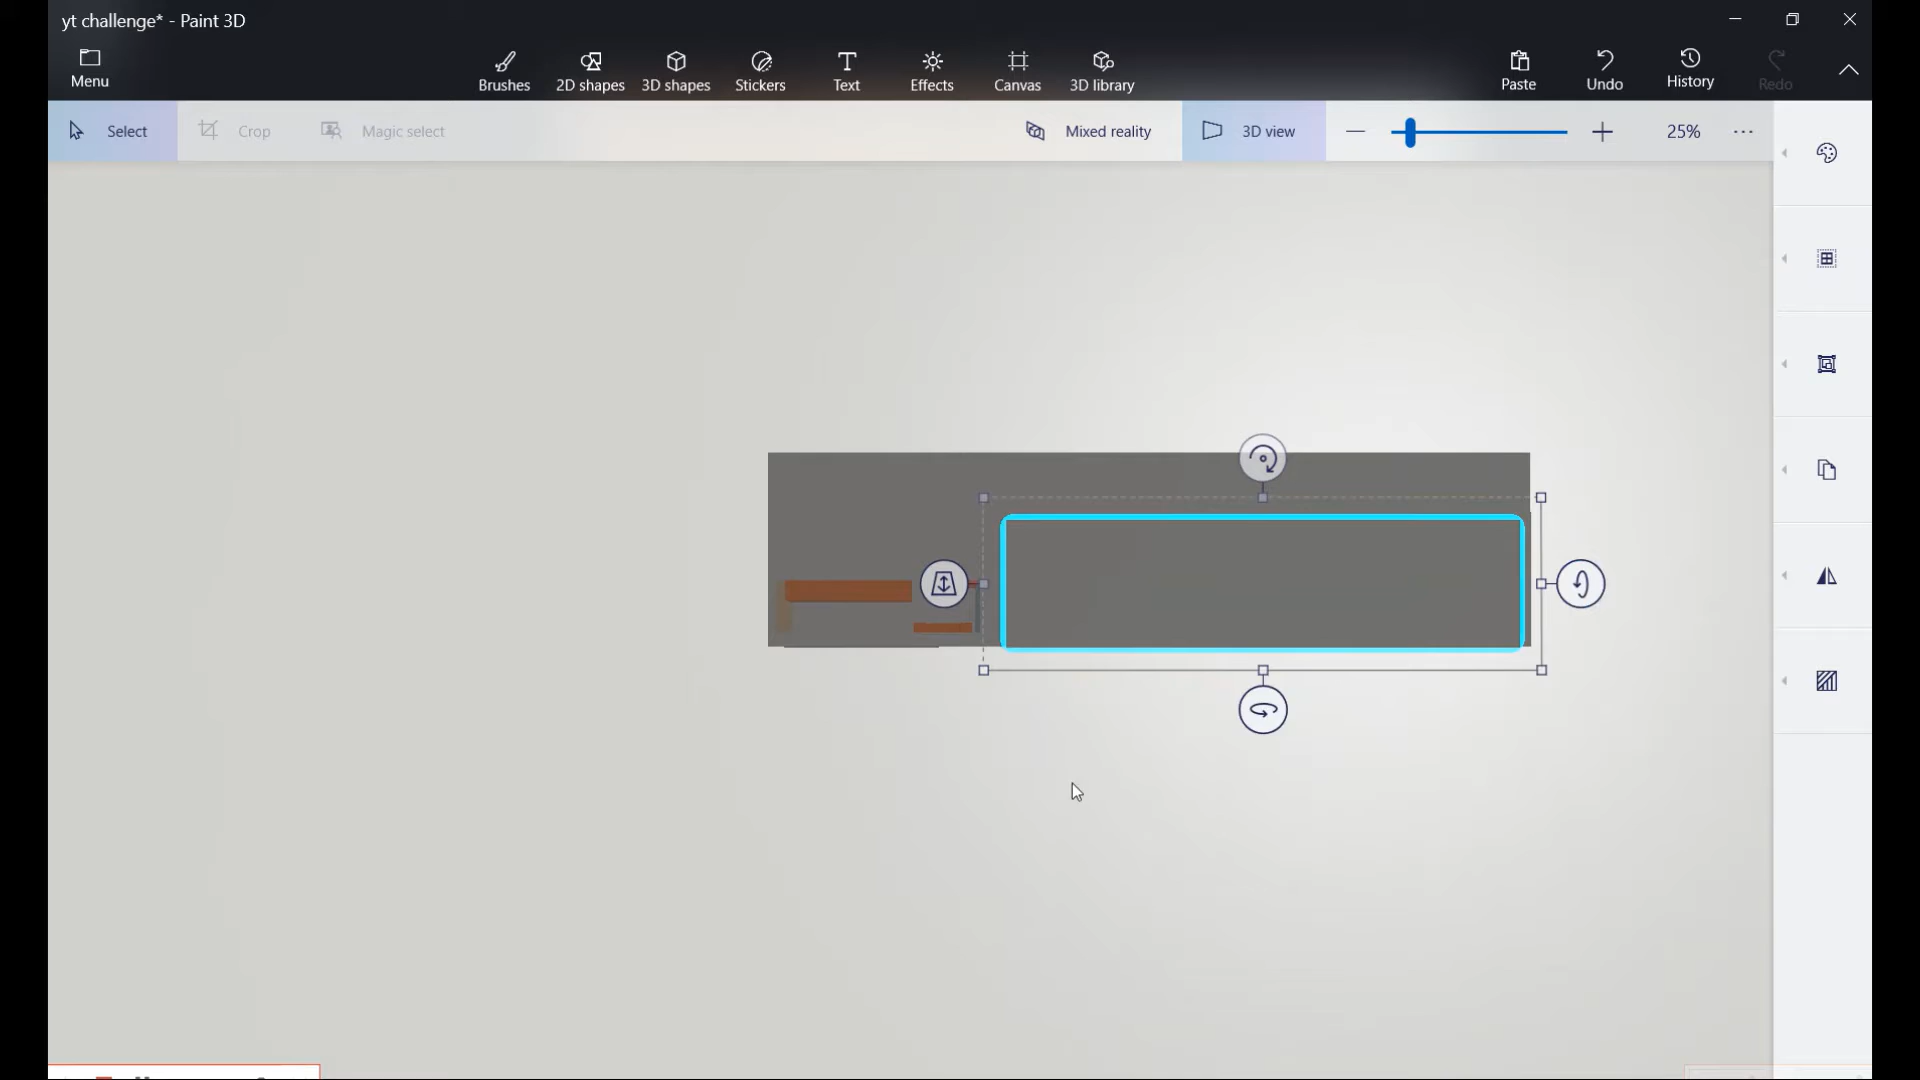 yt challenge* - Paint 3D
Menu
Brushes
2D shapes
3D shapes
Stickers
Text
Effects
Canvas
3D library
Paste
Undo
History
Redo
Select
Crop
Magic select
Mixed reality
3D view
25%